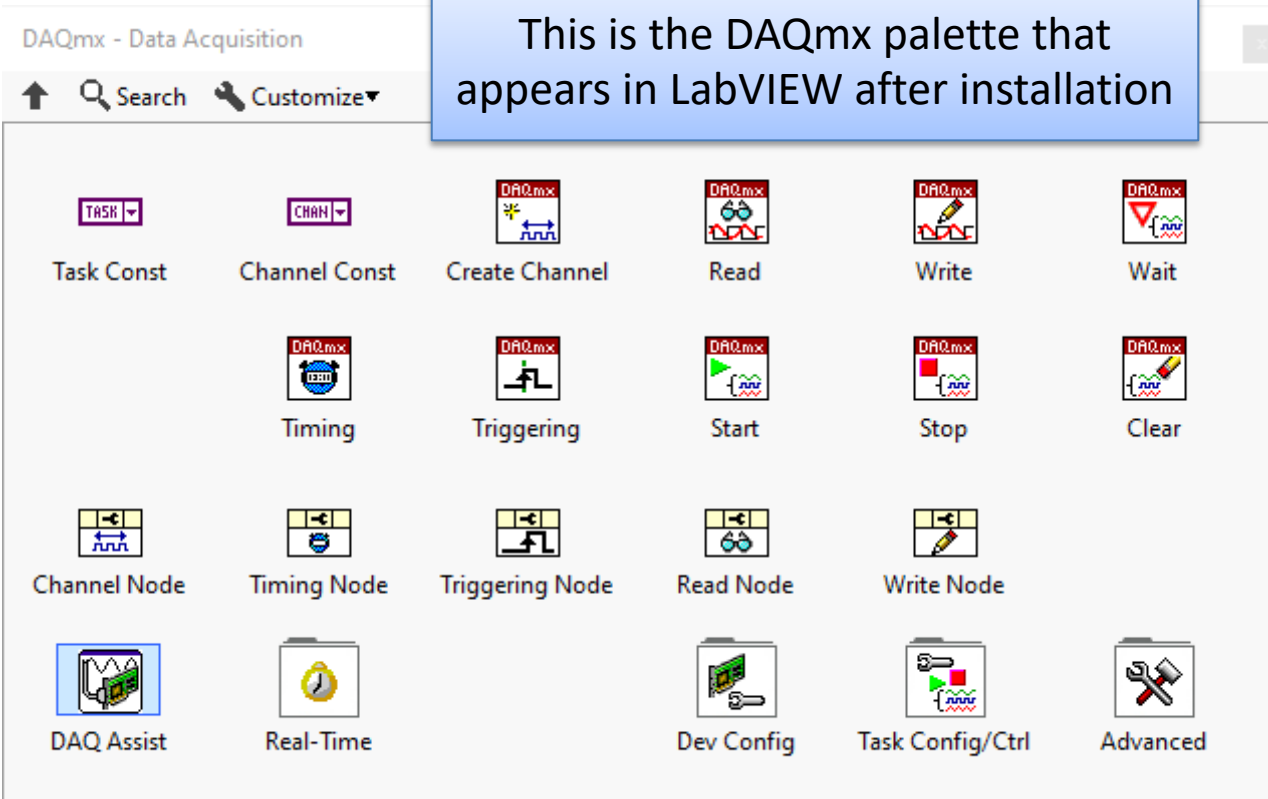 DAQmx - Data Acquisition
This is the DAQmx palette that
appears in LabVIEW after installation
Search Customize
TASK CHAN DAQmx DAQmx DAQmx DAQmx
Task Const Channel Const Create Channel Read Write Wait
DAQmx DAQmx DAQmx DAQmx DAQmx
Timing Triggering Start Stop Clear
Channel Node Timing Node Triggering Node Read Node Write Node
DAQ Assist Real-Time Dev Config Task Config/Ctrl Advanced